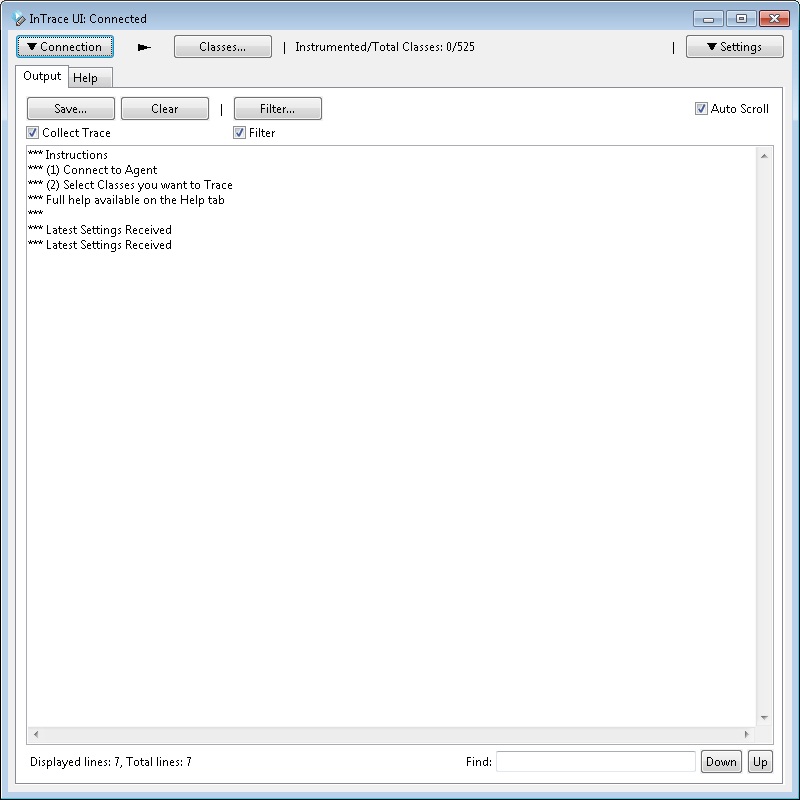 InTrace UI: Connected
▼ Connection
Classes...
| Instrumented/Total Classes: 0/525
| ▼ Settings
Output
Help
Save...
Clear
|
Filter...
Auto Scroll
Collect Trace
Filter
*** Instructions
*** (1) Connect to Agent
*** (2) Select Classes you want to Trace
*** Full help available on the Help tab
***
*** Latest Settings Received
*** Latest Settings Received
Displayed lines: 7, Total lines: 7
Find:
Down
Up